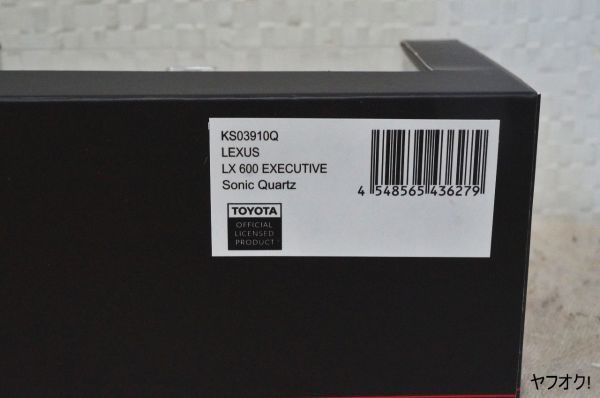 KS03910Q
LEXUS
LX 600 EXECUTIVE
Sonic Quartz
4 548565 436279
TOYOTA
OFFICIAL
LICENSED
PRODUCT
ヤフオク!